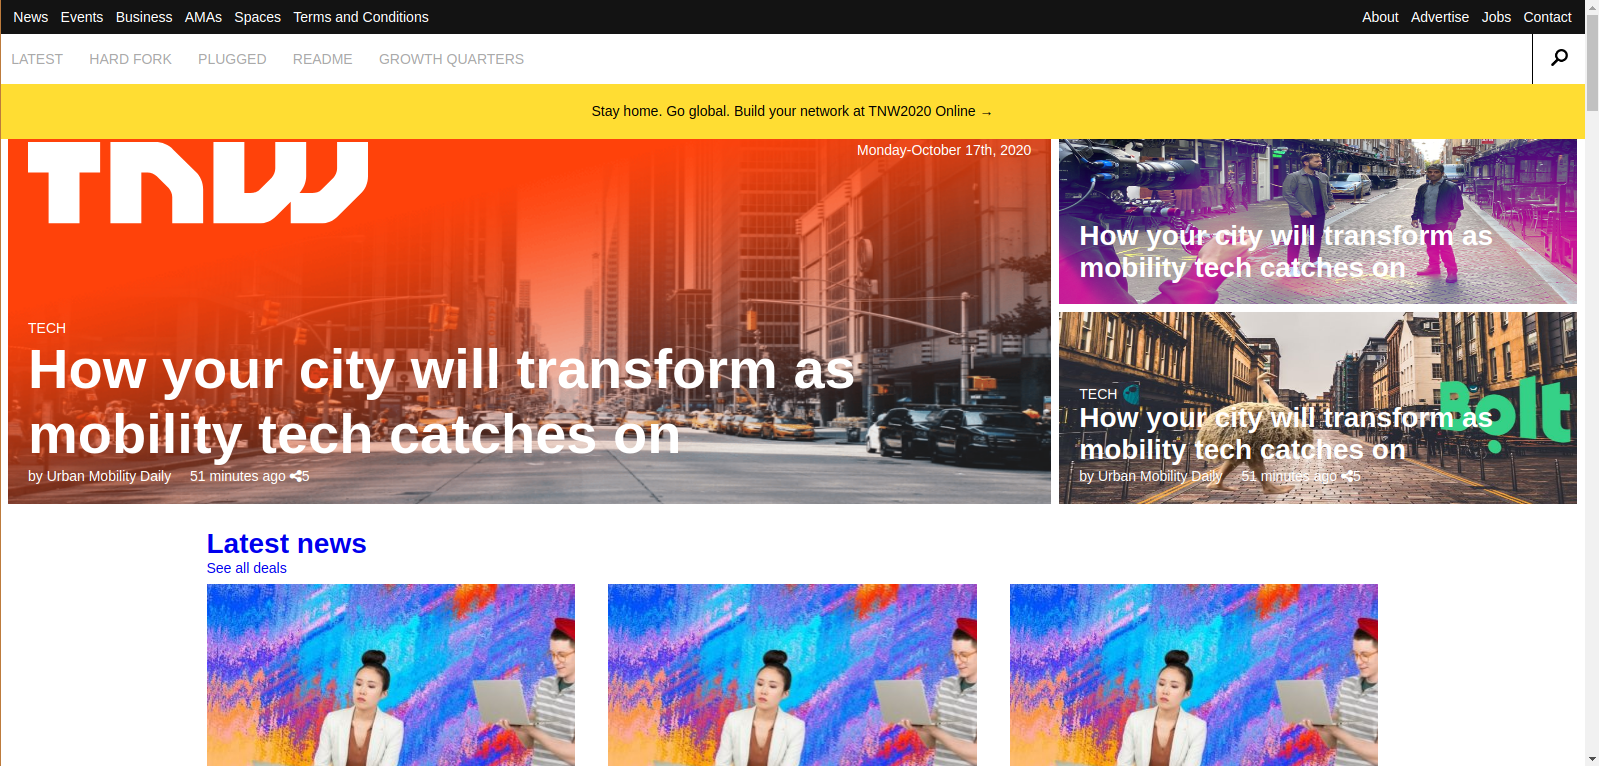 News Events Business AMAs Spaces Terms and Conditions About Advertise Jobs Contact
LATEST HARD FORK PLUGGED README GROWTH QUARTERS
Stay home. Go global. Build your network at TNW2020 Online →
TNW
Monday-October 17th, 2020
TECH
How your city will transform as
mobility tech catches on
by Urban Mobility Daily 51 minutes ago 5
How your city will transform as
mobility tech catches on
TECH
Bolt
How your city will transform as
mobility tech catches on
by Urban Mobility Daily 51 minutes ago 5
Latest news
See all deals